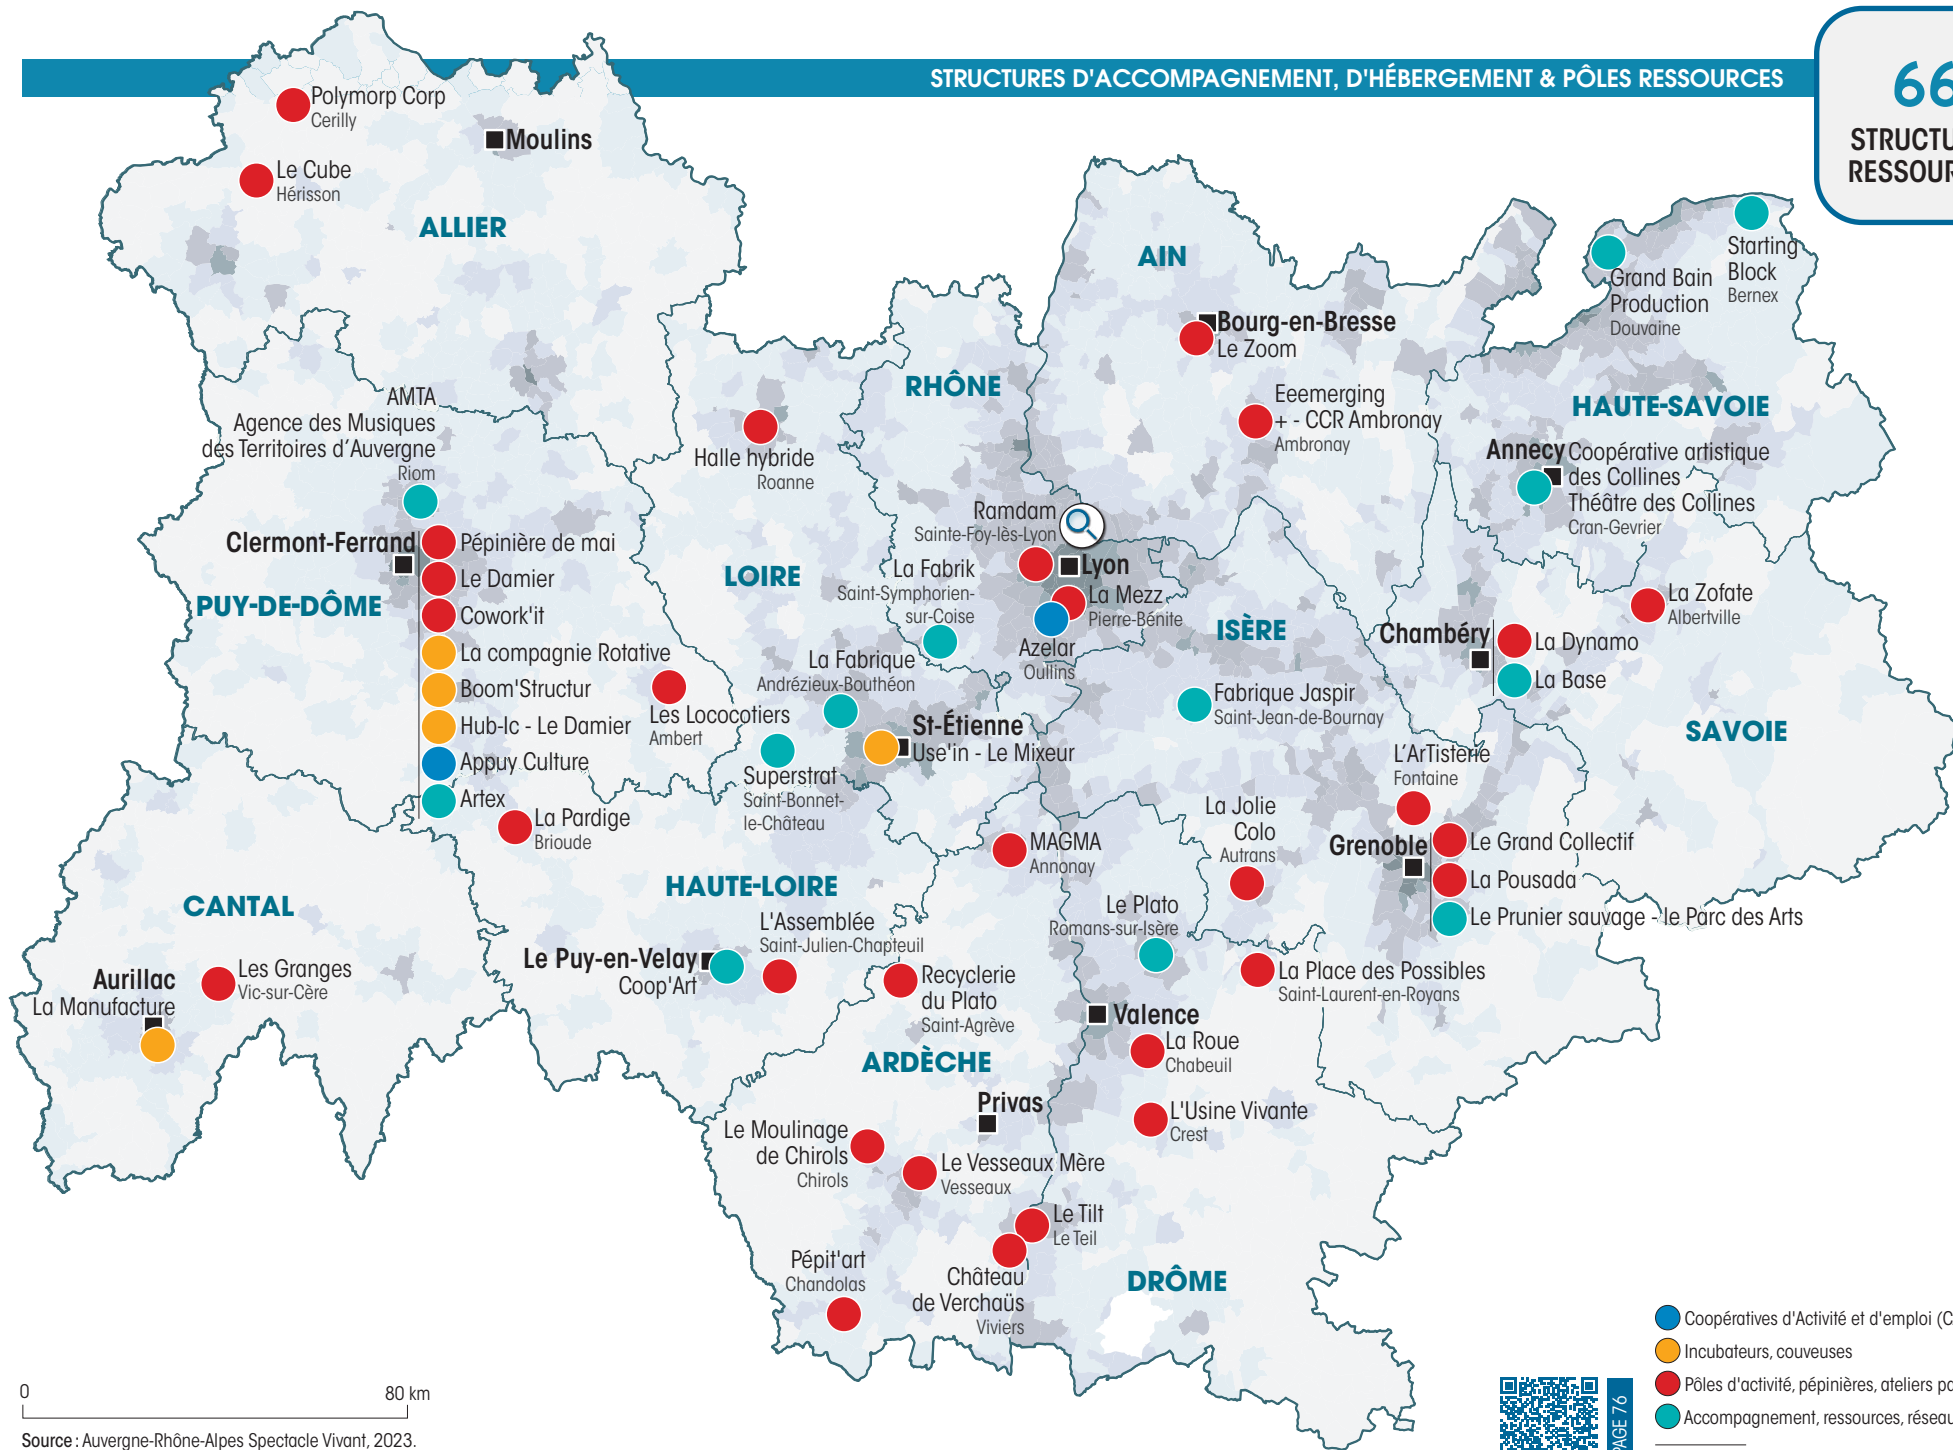 STRUCTURES D'ACCOMPAGNEMENT, D'HÉBERGEMENT & PÔLES RESSOURCES
66
Polymorp Corp
Cerilly
Moulins
Le Cube
Hérisson
ALLIER
AIN
Starting
Block
Bernex
Grand Bain
Production
Douvaine
Bourg-en-Bresse
Le Zoom
RHÔNE
HAUTE-SAVOIE
AMTA
Agence des Musiques
des Territoires d'Auvergne
Riom
Eeemerging
+ - CCR Ambronay
Ambronay
Halle hybride
Roanne
Annecy
Coopérative artistique
des Collines
Théâtre des Collines
Cran-Gevrier
Ramdam
Sainte-Foy-lès-Lyon
Clermont-Ferrand
Pépinière de mai
Le Damier
Cowork'it
La compagnie Rotative
Boom'Structur
Hub-Ic - Le Damier
Appuy Culture
Artex
PUY-DE-DÔME
LOIRE
La Fabrik
Saint-Symphorien-
sur-Coise
Lyon
La Mezz
Pierre-Bénite
Azelar
Oullins
ISÈRE
La Zofate
Albertville
Chambéry
La Dynamo
La Base
La Fabrique
Andrézieux-Bouthéon
Fabrique Jaspir
Saint-Jean-de-Bournay
Les Lococotiers
Ambert
St-Étienne
Use'in - Le Mixeur
SAVOIE
Superstrat
Saint-Bonnet-
le-Château
L'ArTisterie
Fontaine
La Pardige
Brioude
La Jolie
Colo
Autrans
MAGMA
Annonay
Grenoble
Le Grand Collectif
La Pousada
Le Prunier sauvage - le Parc des Arts
HAUTE-LOIRE
CANTAL
L'Assemblée
Saint-Julien-Chapteuil
Le Plato
Romans-sur-Isère
Le Puy-en-Velay
Coop'Art
Aurillac
La Manufacture
Les Granges
Vic-sur-Cère
Recyclerie
du Plato
Saint-Agrève
La Place des Possibles
Saint-Laurent-en-Royans
Valence
La Roue
Chabeuil
ARDÈCHE
Privas
L'Usine Vivante
Crest
Le Moulinage
de Chirols
Chirols
Le Vesseaux Mère
Vesseaux
Le Tilt
Le Teil
Pépit'art
Chandolas
Château
de Verchaüs
Viviers
DRÔME
Coopératives d'Activité et d'emploi
Incubateurs, couveuses
Pôles d'activité, pépinières, ateliers
Accompagnement, ressources,
PAGE 76
0 80 km
Source : Auvergne-Rhône-Alpes Spectacle Vivant, 2023.